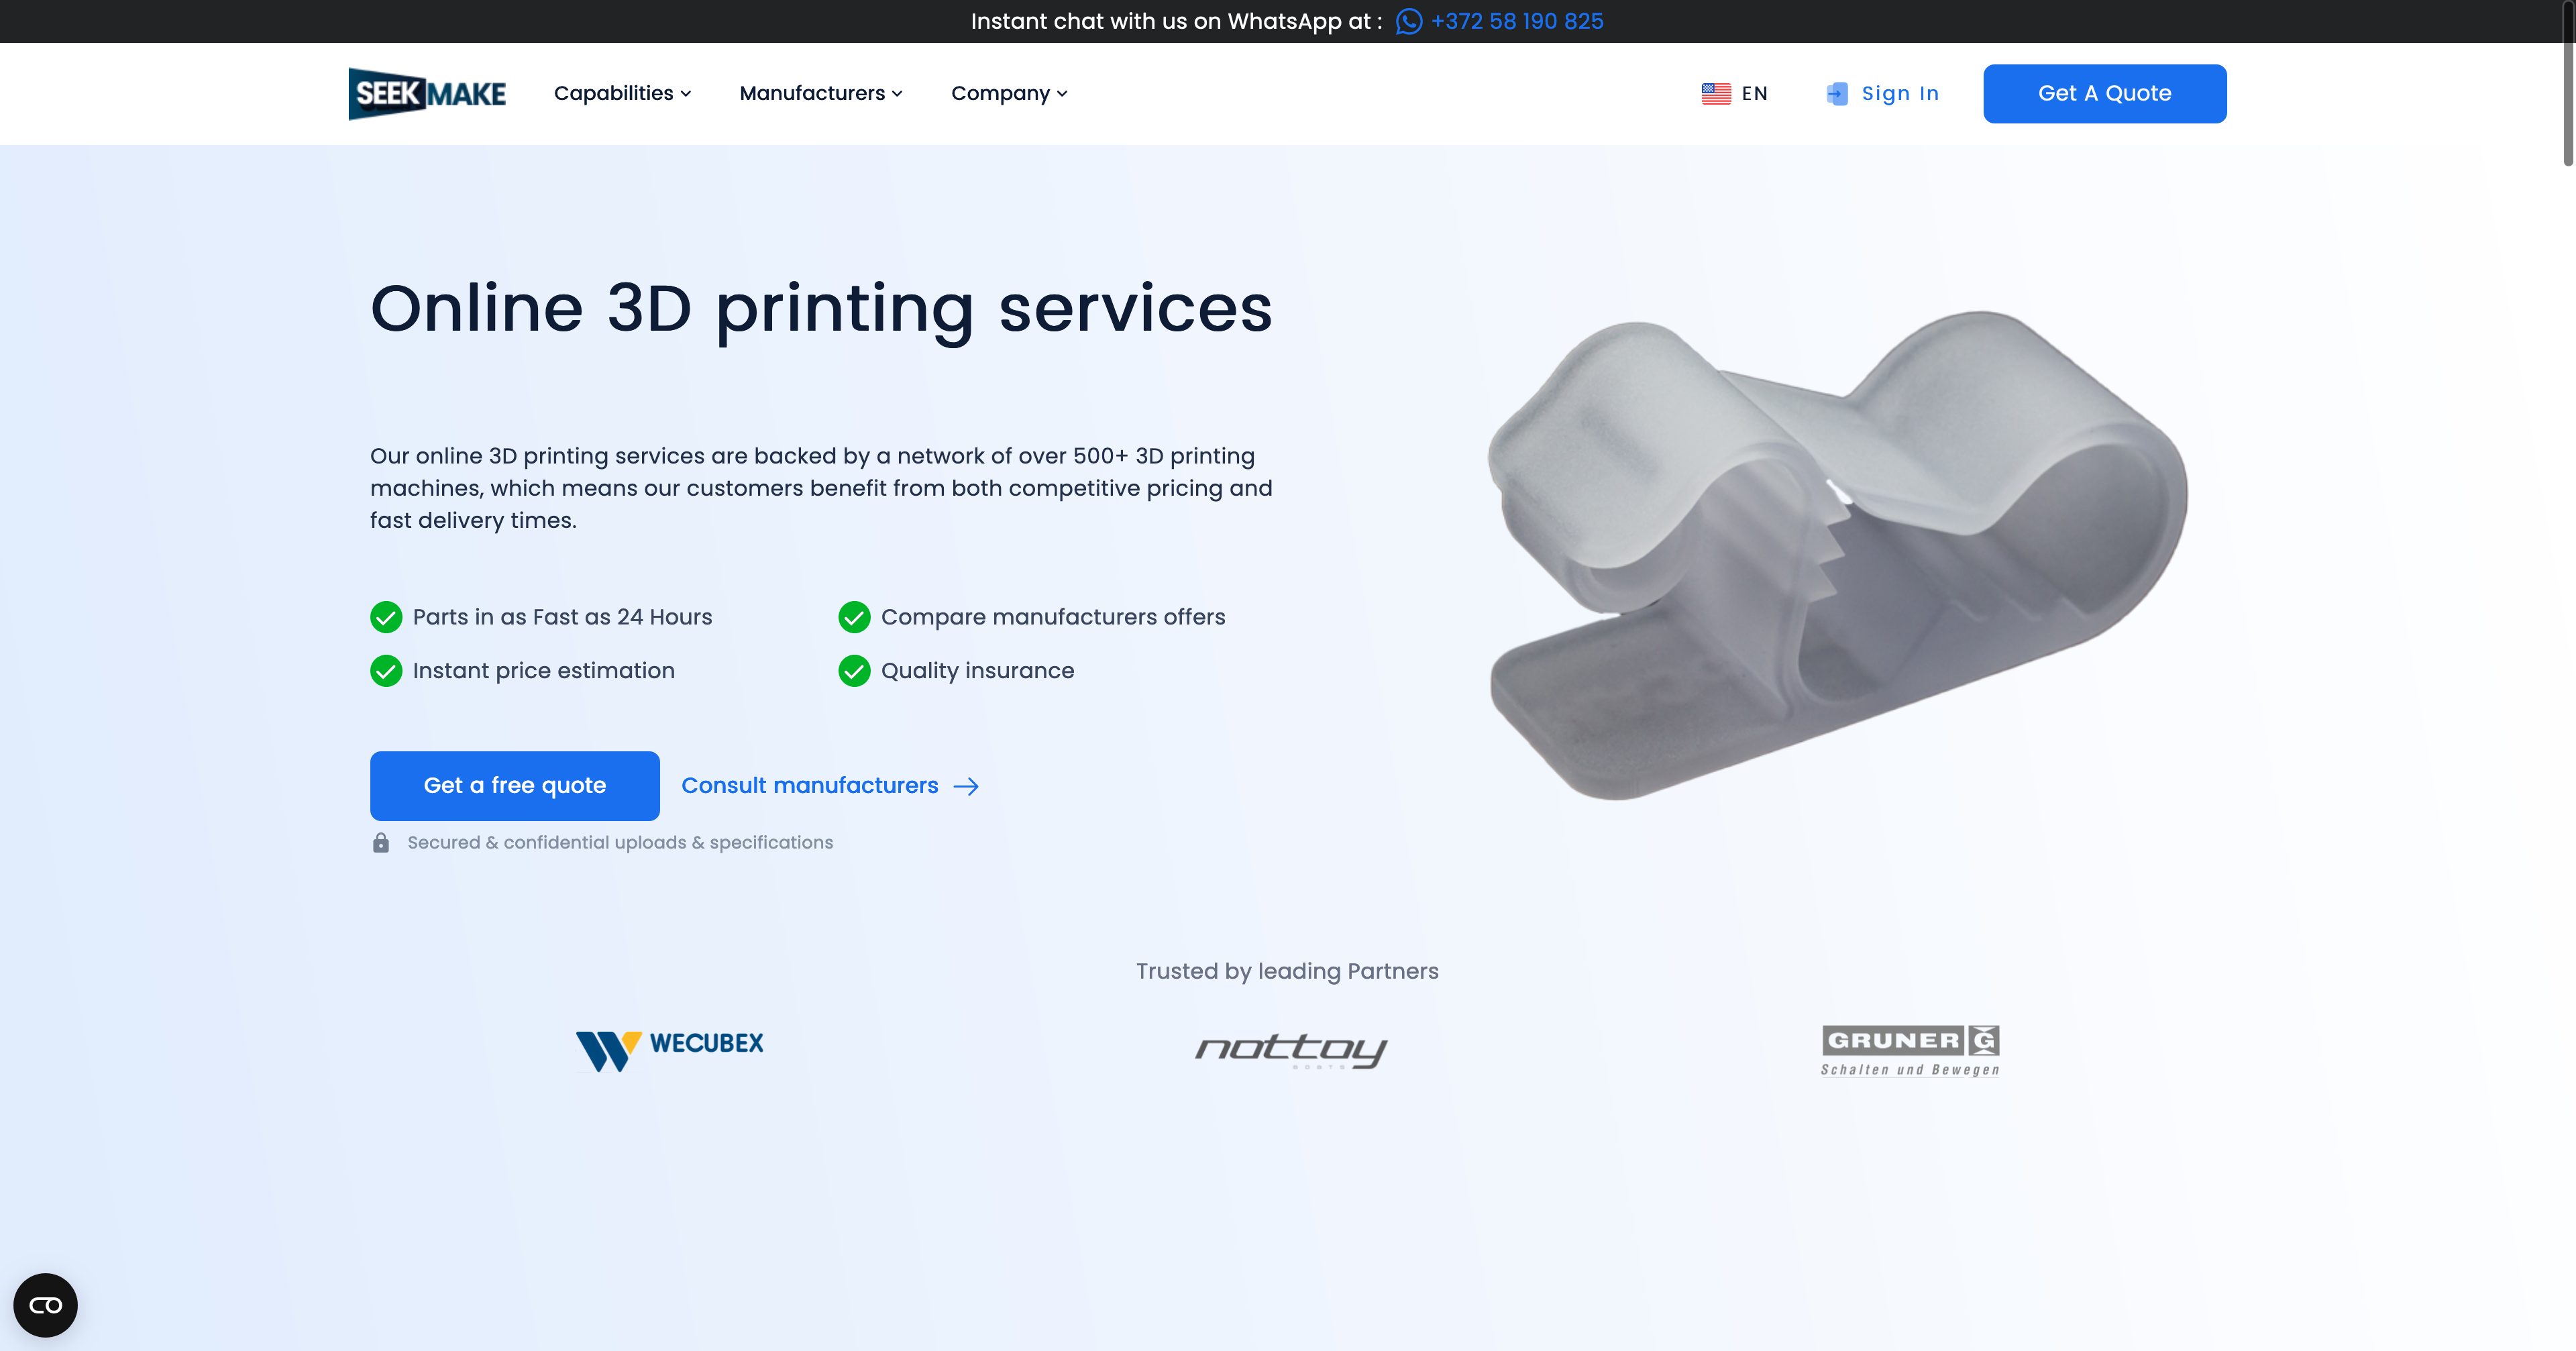 Instant chat with us on WhatsApp at : +372 58 190 825
SEEKMAKE
Capabilities
Manufacturers
Company
EN
Sign In
Get A Quote
Online 3D printing services
Our online 3D printing services are backed by a network of over 500+ 3D printing
machines, which means our customers benefit from both competitive pricing and
fast delivery times.
Parts in as Fast as 24 Hours
Compare manufacturers offers
Instant price estimation
Quality insurance
Get a free quote
Consult manufacturers
Secured & confidential uploads & specifications
Trusted by leading Partners
WECUBEX
nottoy
GRUNER G
Schalten und Bewegen